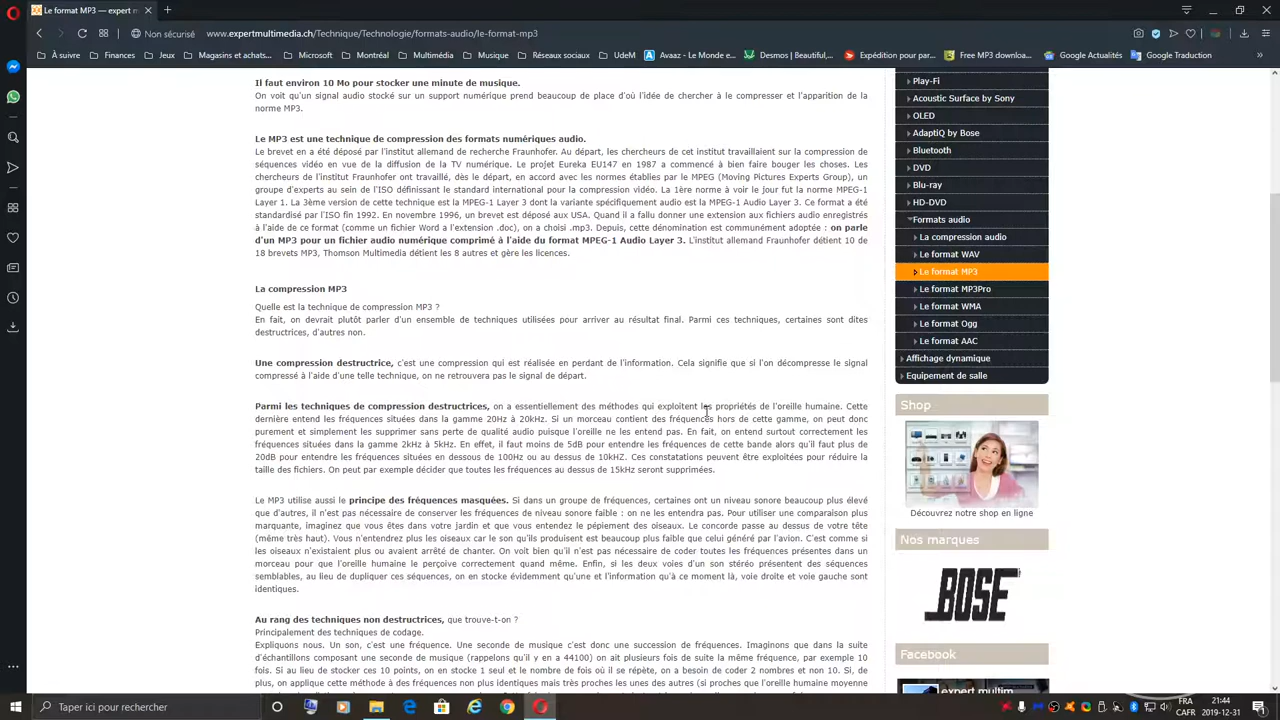 Le format MP3 — expert m
Non sécurisé
www.expertmultimedia.ch/Technique/Technologie/formats-audio/le-format-mp3
À suivre
Finances
Microsoft
Montréal
Multimédia
Musique
Réseaux sociaux
UdeM
Avaaz - Le Monde e...
Desmos | Beautiful,...
Expédition pour par...
Free MP3 downloa...
Google Actualités
Google Traduction
Il faut environ 10 Mo pour stocker une minute de musique.
On voit qu'un signal audio stocké sur un support numérique prend beaucoup de place d'où l'idée de chercher à le compresser et l'apparition de la
norme MP3.
Le MP3 est une technique de compression des formats numériques audio.
Le brevet en a été déposé par l'institut allemand de recherche Fraunhofer. Au départ, les chercheurs de cet institut travaillaient sur la compression de
séquences vidéo en vue de la diffusion de la TV numérique. Le projet Eureka EU147 en 1987 a commencé à bien faire bouger les choses. Les
chercheurs de l'institut Fraunhofer ont travaillé, dès le départ, en accord avec les normes établies par le MPEG (Moving Pictures Experts Group), un
groupe d'experts au sein de l'ISO définissant le standard international pour la compression vidéo. La 1ère norme à voir le jour fut la norme MPEG-1
Layer 1. La 3ème version de cette technique est la MPEG-1 Layer 3 dont la variante spécifiquement audio est la MPEG-1 Audio Layer 3. Ce format a été
standardisé par l'ISO fin 1992. En novembre 1996, un brevet est déposé aux USA. Quand il a fallu donner une extension aux fichiers audio enregistrés
à l'aide de ce format (comme un fichier Word a l'extension .doc), on a choisi .mp3. Depuis, cette dénomination est communément adoptée : on parle
d'un MP3 pour un fichier audio numérique comprimé à l'aide du format MPEG-1 Audio Layer 3. L'institut allemand Fraunhofer détient 10 de
18 brevets MP3, Thomson Multimedia détient les 8 autres et gère les licences.
La compression MP3
Quelle est la technique de compression MP3 ?
En fait, on devrait plutôt parler d'un ensemble de techniques utilisées pour arriver au résultat final. Parmi ces techniques, certaines sont dites
destructrices, d'autres non.
Une compression destructrice, c'est une compression qui est réalisée en perdant de l'information. Cela signifie que si l'on décompresse le signal
compressé à l'aide d'une telle technique, on ne retrouvera pas le signal de départ.
Parmi les techniques de compression destructrices, on a essentiellement des méthodes qui exploitent les propriétés de l'oreille humaine. Cette
dernière entend les fréquences situées dans la gamme 20Hz à 20kHz. Si un morceau contient des fréquences hors de cette gamme, on peut donc
purement et simplement les supprimer sans perte de qualité audio puisque l'oreille ne les entend pas. En fait, on entend surtout correctement les
fréquences situées dans la gamme 2kHz à 5kHz. En effet, il faut moins de 5dB pour entendre les fréquences de cette bande alors qu'il faut plus de
20dB pour entendre les fréquences situées en dessous de 100Hz ou au dessus de 10kHZ. Ces constatations peuvent être exploitées pour réduire la
taille des fichiers. On peut par exemple décider que toutes les fréquences au dessus de 15kHz seront supprimées.
Le MP3 utilise aussi le principe des fréquences masquées. Si dans un groupe de fréquences, certaines ont un niveau sonore beaucoup plus élevé
que d'autres, il n'est pas nécessaire de conserver les fréquences de niveau sonore faible : on ne les entendra pas. Pour utiliser une comparaison plus
marquante, imaginez que vous êtes dans votre jardin et que vous entendez le pépiement des oiseaux. Le concorde passe au dessus de votre tête
(même très haut). Vous n'entendrez plus les oiseaux car le son qu'ils produisent est beaucoup plus faible que celui généré par l'avion. C'est comme si
les oiseaux n'existaient plus ou avaient arrêté de chanter. On voit bien qu'il n'est pas nécessaire de coder toutes les fréquences présentes dans un
morceau pour que l'oreille humaine le perçoive correctement quand même. Enfin, si les deux voies d'un son stéréo présentent des séquences
semblables, au lieu de dupliquer ces séquences, on en stocke évidemment qu'une et l'information qu'à ce moment là, voie droite et voie gauche sont
identiques.
Au rang des techniques non destructrices, que trouve-t-on ?
Principalement des techniques de codage.
Expliquons nous. Un son, c'est une fréquence. Une seconde de musique c'est donc une succession de fréquences. Imaginons que dans la suite
d'échantillons composant une seconde de musique (rappelons qu'il y en a 44100) on ait plusieurs fois de suite la même fréquence, par exemple 10
fois. Si au lieu de stocker ces 10 points, on en stocke 1 seul et le nombre de fois où il se répète, on a besoin de coder 2 nombres et non 10. Si, de
plus, on applique cette méthode à des fréquences non plus identiques mais très proches les unes des autres (si proches que l'oreille humaine moyenne
Play-Fi
Acoustic Surface by Sony
OLED
AdaptiQ by Bose
Bluetooth
DVD
Blu-ray
HD-DVD
Formats audio
La compression audio
Le format WAV
Le format MP3
Le format MP3Pro
Le format WMA
Le format Ogg
Le format AAC
Affichage dynamique
Equipement de salle
Shop
Découvrez notre shop en ligne
Nos marques
BOSE
Facebook
expert multim
Taper ici pour rechercher
FRA
CAFR
21:44
2019-12-31